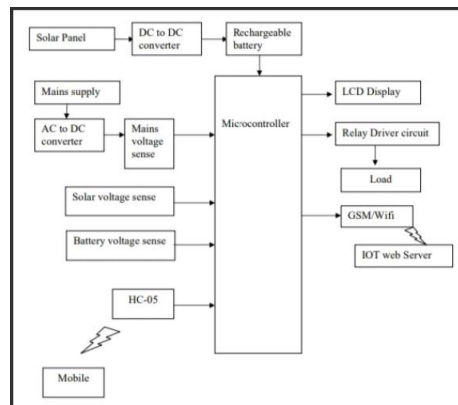 Solar Panel
DC to DC
converter
Rechargeable
battery
Mains supply
Microcontroller
LCD Display
AC to DC
converter
Mains
voltage
sense
Relay Driver circuit
Load
Solar voltage sense
GSM/Wifi
Battery voltage sense
IOT web Server
HC-05
Mobile